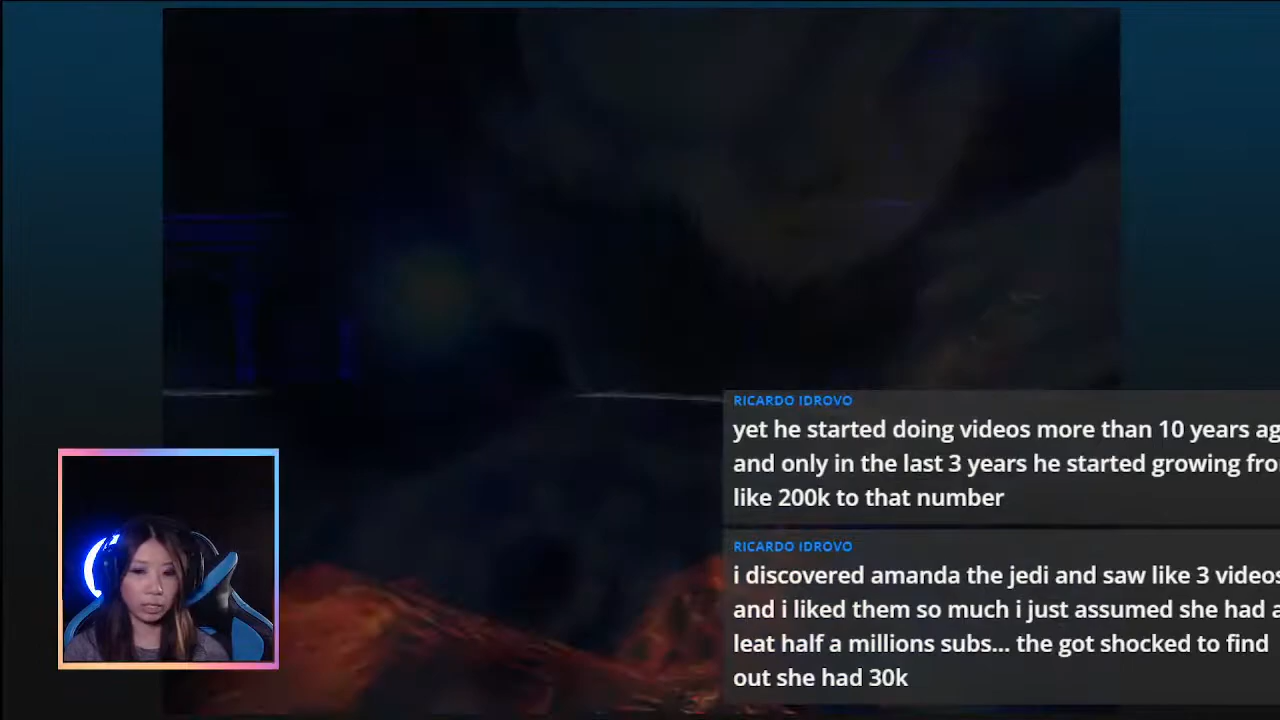 RICARDO IDROVO
yet he started doing videos more than 10 years
and only in the last 3 years he started growing
like 200k to that number
RICARDO IDROVO
i discovered amanda the jedi and saw like 3 videos
and i liked them so much i just assumed she had a
leat half a millions subs... the got shocked to find
out she had 30k